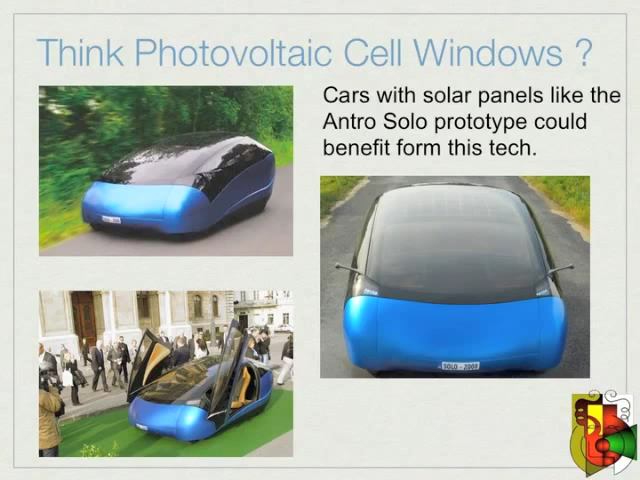 Think Photovoltaic Cell Windows ?
Cars with solar panels like the
Antro Solo prototype could
benefit form this tech.
SOLO - 2008